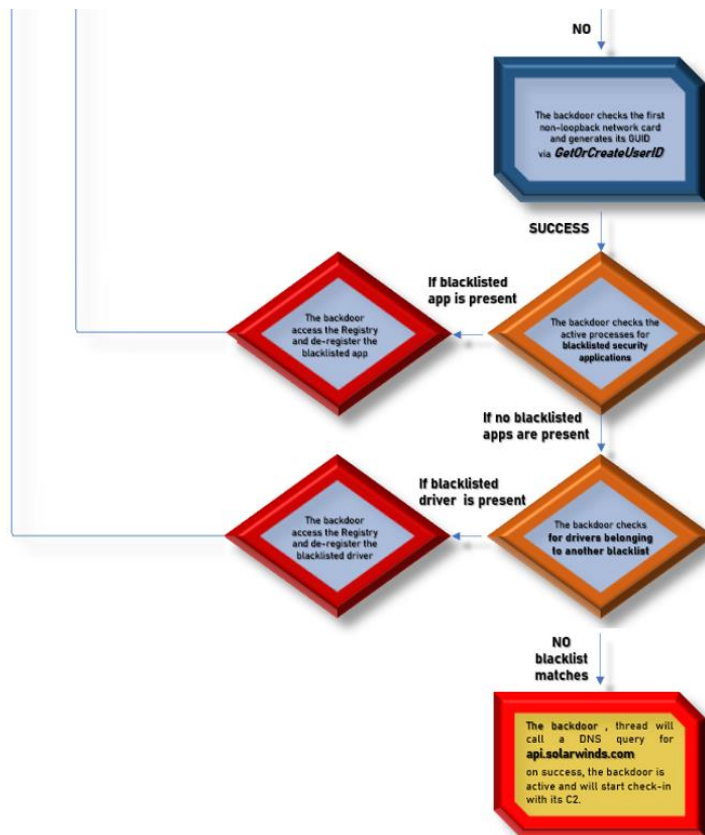 NO
The backdoor checks the first
non-loopback network card
and generates its GUID
via GetOrCreateUserID
SUCCESS
If blacklisted
app is present
The backdoor
access the Registry
and de-register the
blacklisted app
The backdoor checks the
active processes for
blacklisted security
applications
If no blacklisted
apps are present
If blacklisted
driver is present
The backdoor
access the Registry
and de-register the
blacklisted driver
The backdoor checks
for drivers belonging
to another blacklist
NO
blacklist
matches
The backdoor , thread will
call a DNS query for
api.solarwinds.com
on success, the backdoor is
active and will start check-in
with its C2.